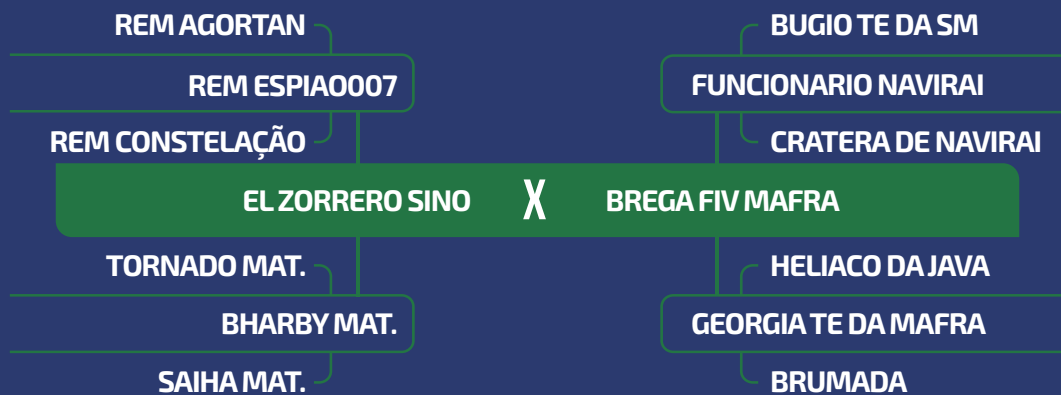 REM AGORTAN
BUGIO TE DA SM
REM ESPIAO007
FUNCIONARIO NAVIRAI
REM CONSTELAÇÃO
CRATERA DE NAVIRAI
EL ZORRERO SINO X BREGA FIV MAFRA
TORNADO MAT.
HELIACO DA JAVA
BHARBY MAT.
GEORGIA TE DA MAFRA
SAIHA MAT.
BRUMADA